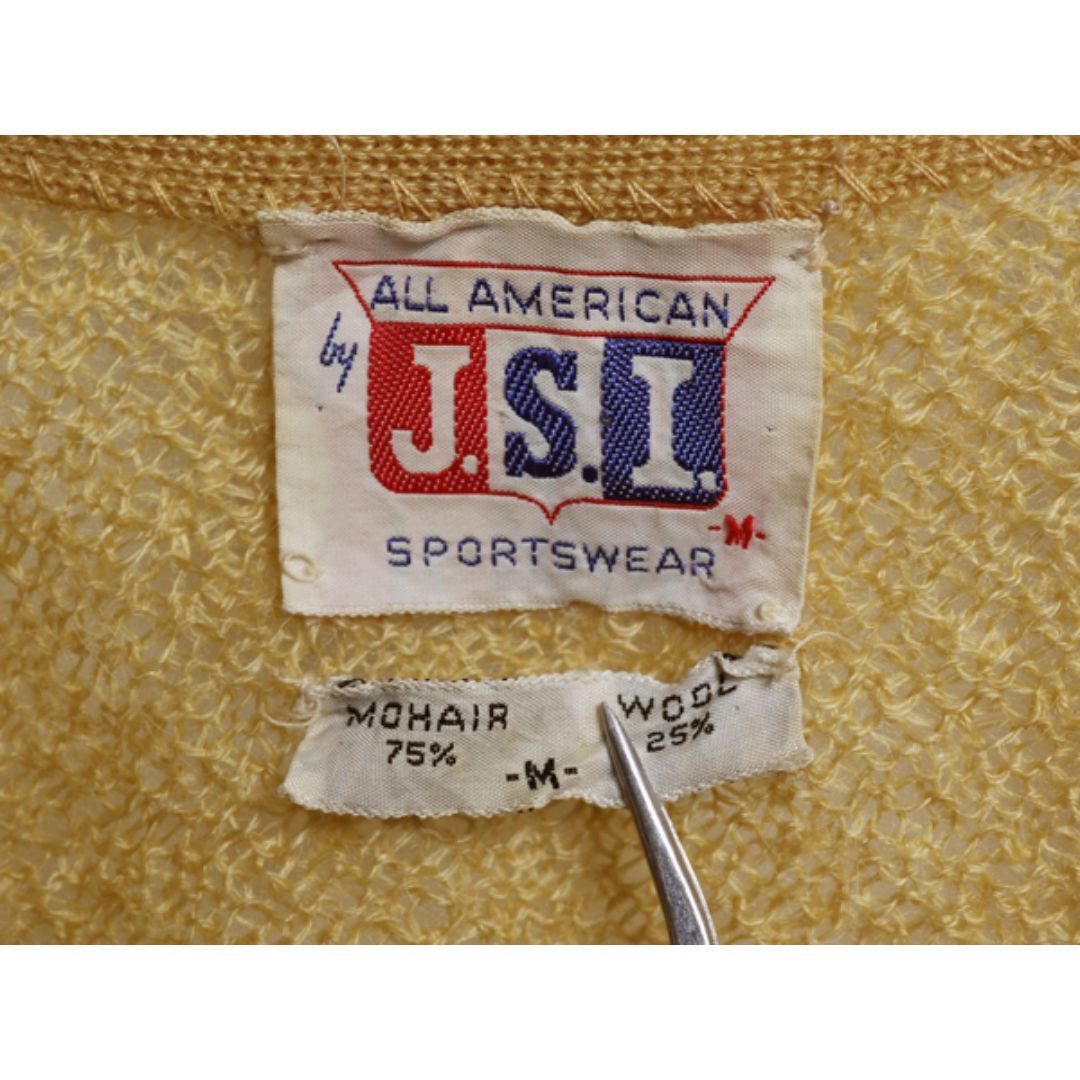 ALL AMERICAN
by
J.S.I.
-M-
SPORTSWEAR
MOHAIR WOOL
75% 25%
-M-